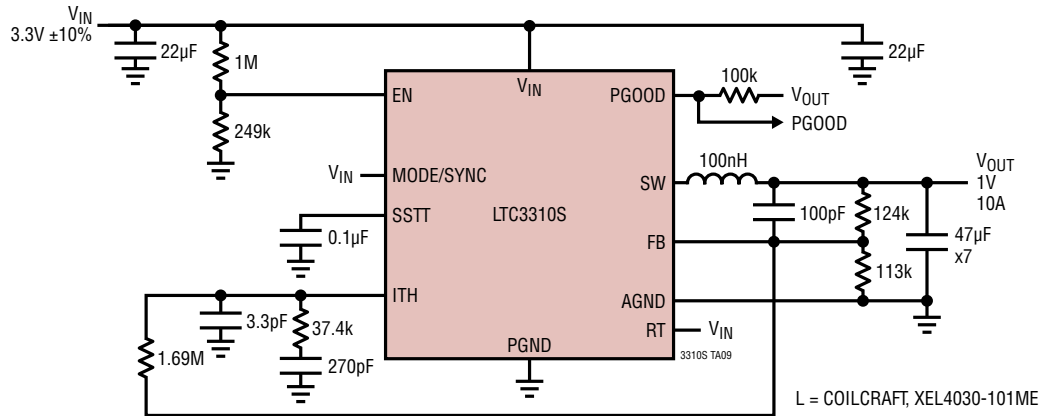 VIN
3.3V ±10%
22µF
1M
22µF
VIN
100k
EN
PGOOD
VOUT
PGOOD
249k
100nH
VIN
MODE/SYNC
SW
VOUT
1V
10A
SSTT
LTC3310S
100pF
124k
0.1µF
FB
47µF
x7
113k
ITH
AGND
3.3pF
37.4k
RT
VIN
1.69M
270pF
PGND
3310S TA09
L = COILCRAFT, XEL4030-101ME